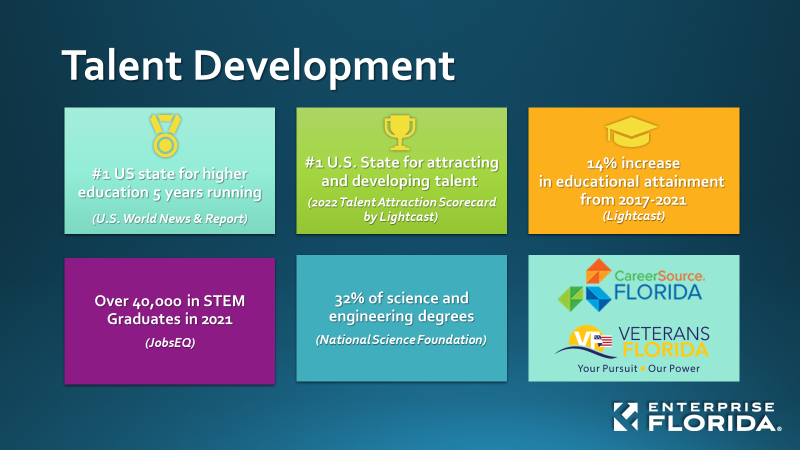 Talent Development
#1 US state for higher
education 5 years running
(U.S. World News & Report)
#1 U.S. State for attracting
and developing talent
(2022 Talent Attraction Scorecard
by Lightcast)
14% increase
in educational attainment
from 2017-2021
(Lightcast)
Over 40,000 in STEM
Graduates in 2021
(JobsEQ)
32% of science and
engineering degrees
(National Science Foundation)
CareerSource®
FLORIDA
VF
VETERANS
FLORIDA
Your Pursuit Our Power
ENTERPRISE
FLORIDA®